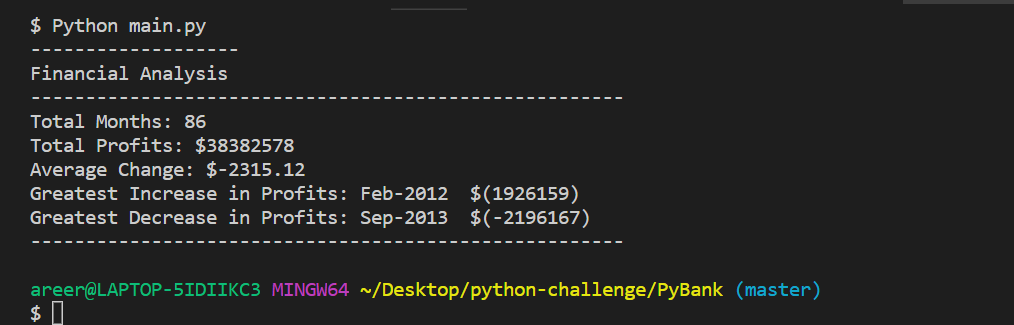 $ Python main.py
-------------------
Financial Analysis
------------------------------------------------------
Total Months: 86
Total Profits: $38382578
Average Change: $-2315.12
Greatest Increase in Profits: Feb-2012  $(1926159)
Greatest Decrease in Profits: Sep-2013  $(-2196167)
------------------------------------------------------
areer@LAPTOP-5IDIIKC3 MINGW64 ~/Desktop/python-challenge/PyBank (master)
$